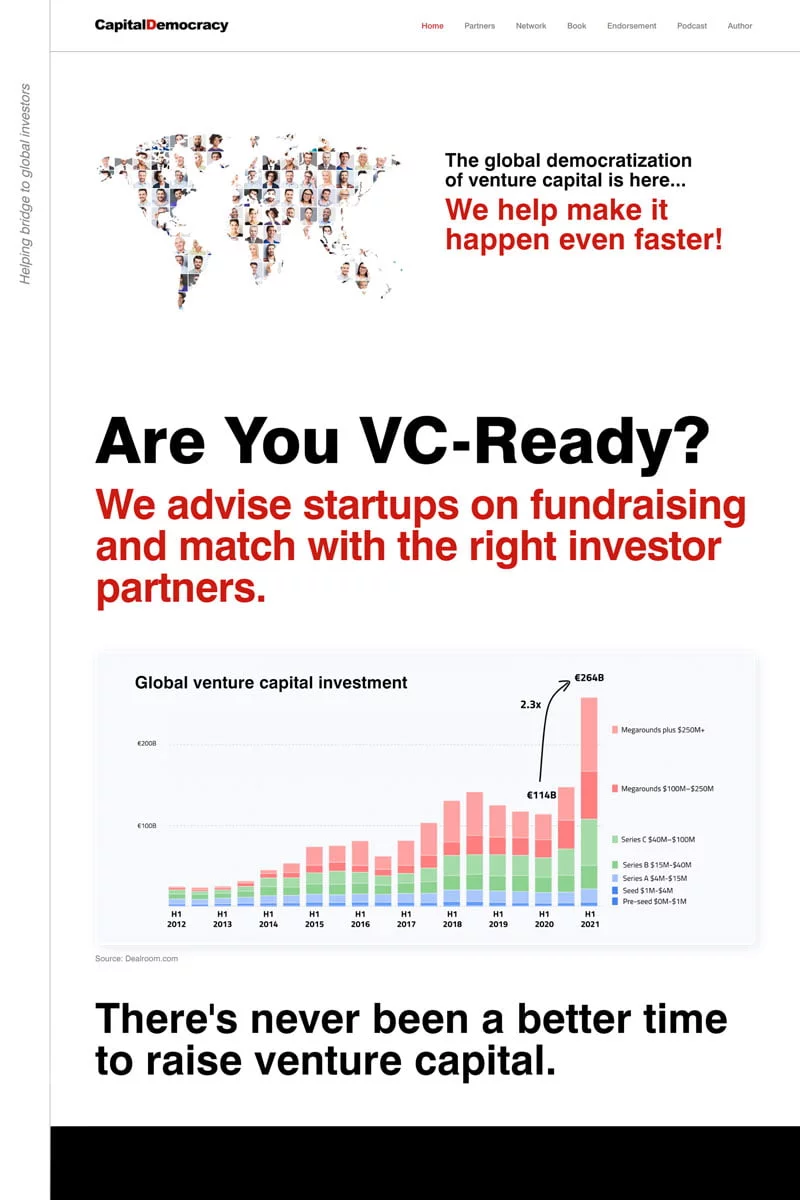 CapitalDemocracy
Home Partners Network Book Endorsement Podcast Author
Helping bridge to global investors
The global democratization
of venture capital is here...
We help make it
happen even faster!
Are You VC-Ready?
We advise startups on fundraising
and match with the right investor
partners.
Global venture capital investment
€264B
2.3x
Megarounds plus $250M+
€200B
Megarounds $100M–$250M
€114B
€100B
Series C $40M–$100M
Series B $15M-$40M
Series A $4M-$15M
Seed $1M-$4M
Pre-seed $0M-$1M
H1 H1 H1 H1 H1 H1 H1 H1 H1 H1
2012 2013 2014 2015 2016 2017 2018 2019 2020 2021
Source: Dealroom.com
There's never been a better time
to raise venture capital.